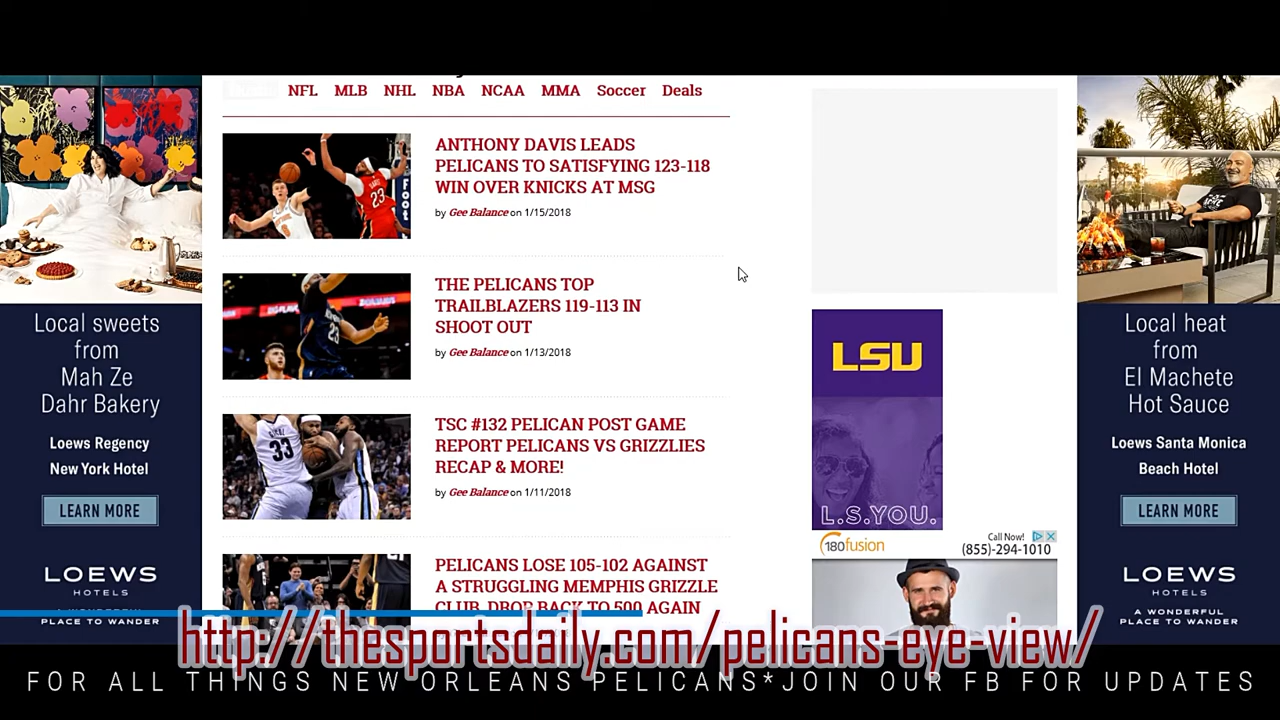 NFL MLB NHL NBA NCAA MMA Soccer Deals
ANTHONY DAVIS LEADS
PELICANS TO SATISFYING 123-118
WIN OVER KNICKS AT MSG
by Gee Balance on 1/15/2018
THE PELICANS TOP
TRAILBLAZERS 119-113 IN
SHOOT OUT
by Gee Balance on 1/13/2018
TSC #132 PELICAN POST GAME
REPORT PELICANS VS GRIZZLIES
RECAP & MORE!
by Gee Balance on 1/11/2018
PELICANS LOSE 105-102 AGAINST
A STRUGGLING MEMPHIS GRIZZLE
CLUB, DROP BACK TO 500 AGAIN
Local sweets
from
Mah Ze
Dahr Bakery
Loews Regency
New York Hotel
LEARN MORE
LOEWS
HOTELS
A WONDERFUL
PLACE TO WANDER
LSU
L.S.YOU.
180fusion
Call Now!
(855)-294-1010
Local heat
from
El Machete
Hot Sauce
Loews Santa Monica
Beach Hotel
LEARN MORE
LOEWS
HOTELS
A WONDERFUL
PLACE TO WANDER
http://thesportsdaily.com/pelicans-eye-view/
FOR ALL THINGS NEW ORLEANS PELICANS*JOIN OUR FB FOR UPDATES